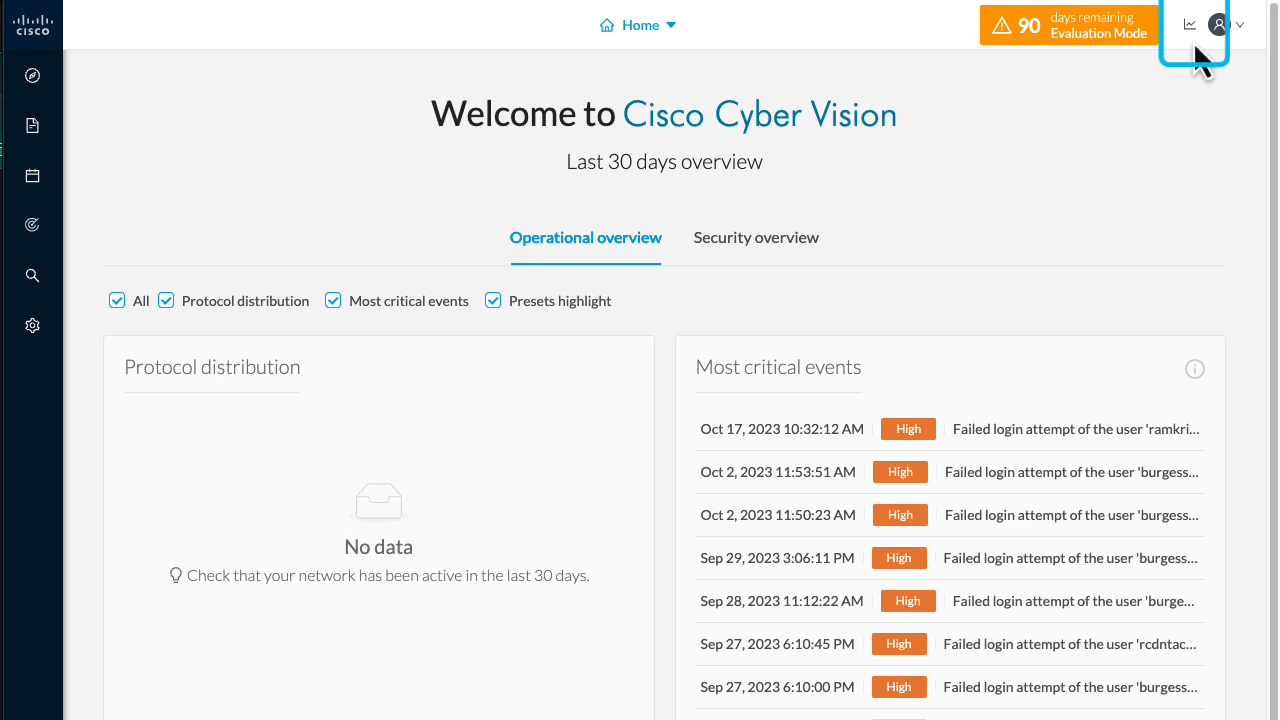 cisco
Home
90 days remaining
Evaluation Mode
Welcome to Cisco Cyber Vision
Last 30 days overview
Operational overview Security overview
All Protocol distribution Most critical events Presets highlight
Protocol distribution
No data
Check that your network has been active in the last 30 days.
Most critical events
Oct 17, 2023 10:32:12 AM High Failed login attempt of the user 'ramkri...
Oct 2, 2023 11:53:51 AM High Failed login attempt of the user 'burgess...
Oct 2, 2023 11:50:23 AM High Failed login attempt of the user 'burgess...
Sep 29, 2023 3:06:11 PM High Failed login attempt of the user 'burgess...
Sep 28, 2023 11:12:22 AM High Failed login attempt of the user 'burge...
Sep 27, 2023 6:10:45 PM High Failed login attempt of the user 'rcdntac...
Sep 27, 2023 6:10:00 PM High Failed login attempt of the user 'burgess...